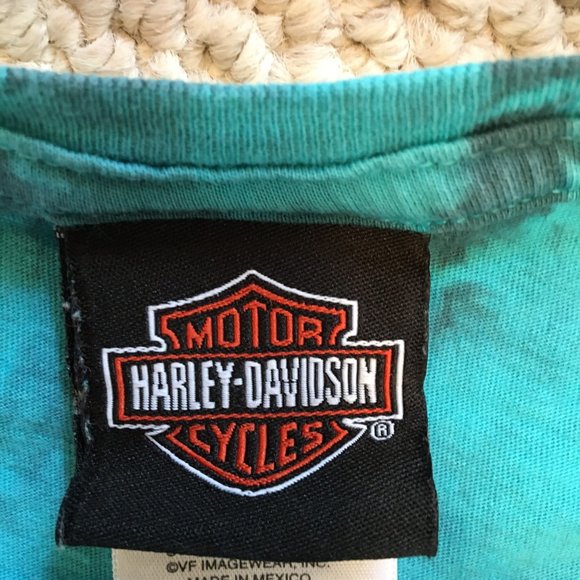 MOTOR
HARLEY-DAVIDSON
CYCLES
®
©VF IMAGEWEAR, INC.
MADE IN MEXICO